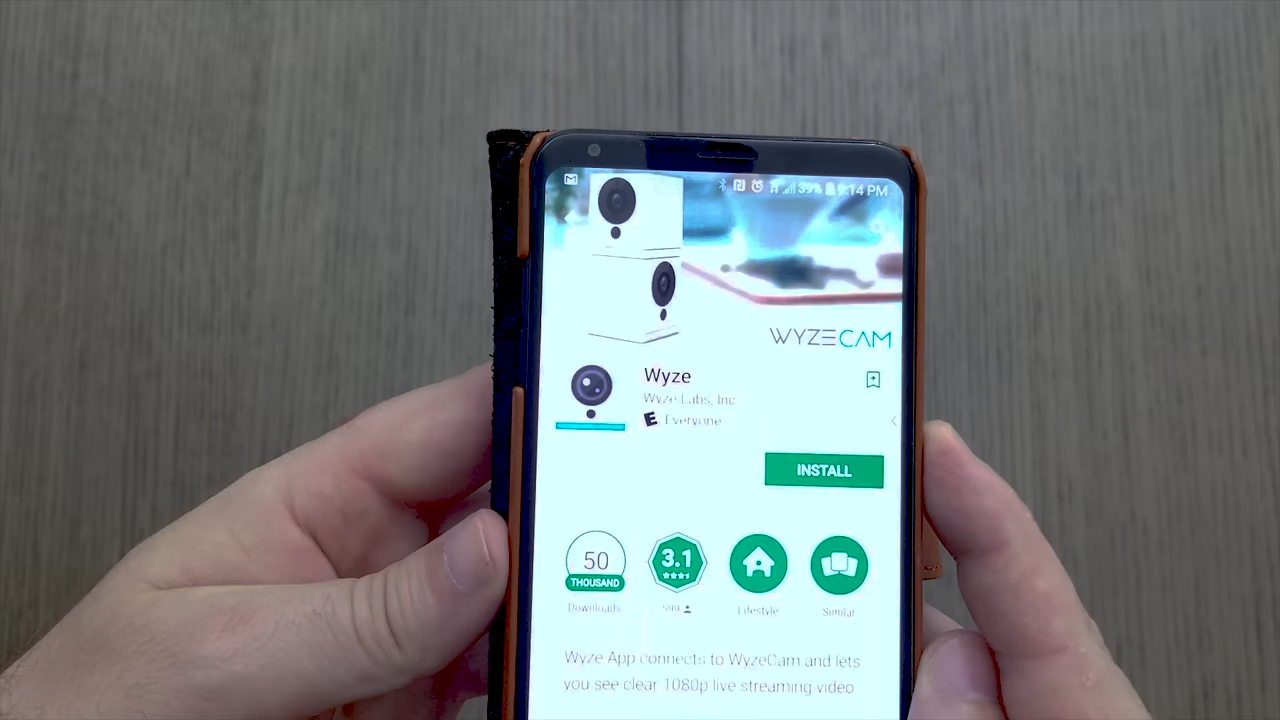 39% 9:14 PM
WYZECAM
Wyze
Wyze Labs, Inc
E Everyone
INSTALL
50
THOUSAND
3.1
Downloads
Lifestyle
Similar
Wyze App connects to WyzeCam and lets
you see clear 1080p live streaming video